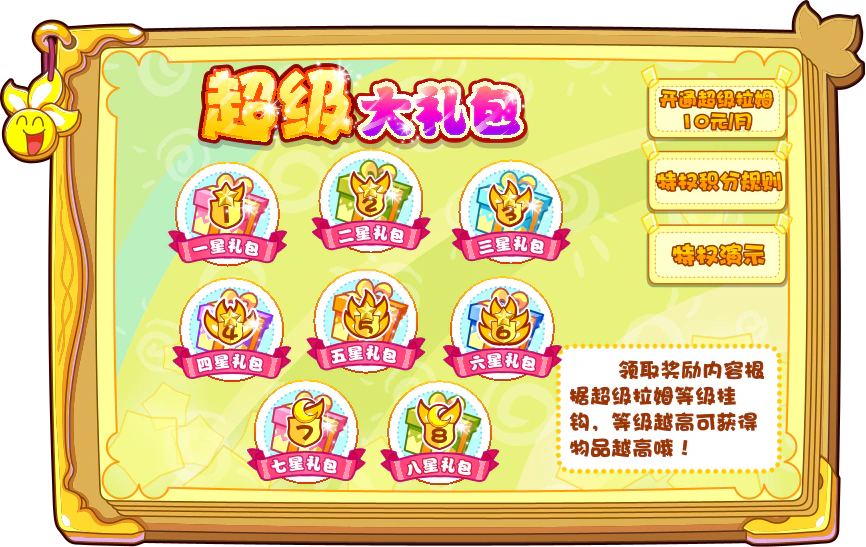 超级大礼包
开通超级拉姆
10元/月
特权积分规则
特权演示
1
一星礼包
2
二星礼包
3
三星礼包
4
四星礼包
5
五星礼包
6
六星礼包
7
七星礼包
8
八星礼包
领取奖励内容根
据超级拉姆等级挂
钩，等级越高可获得
物品越高哦！